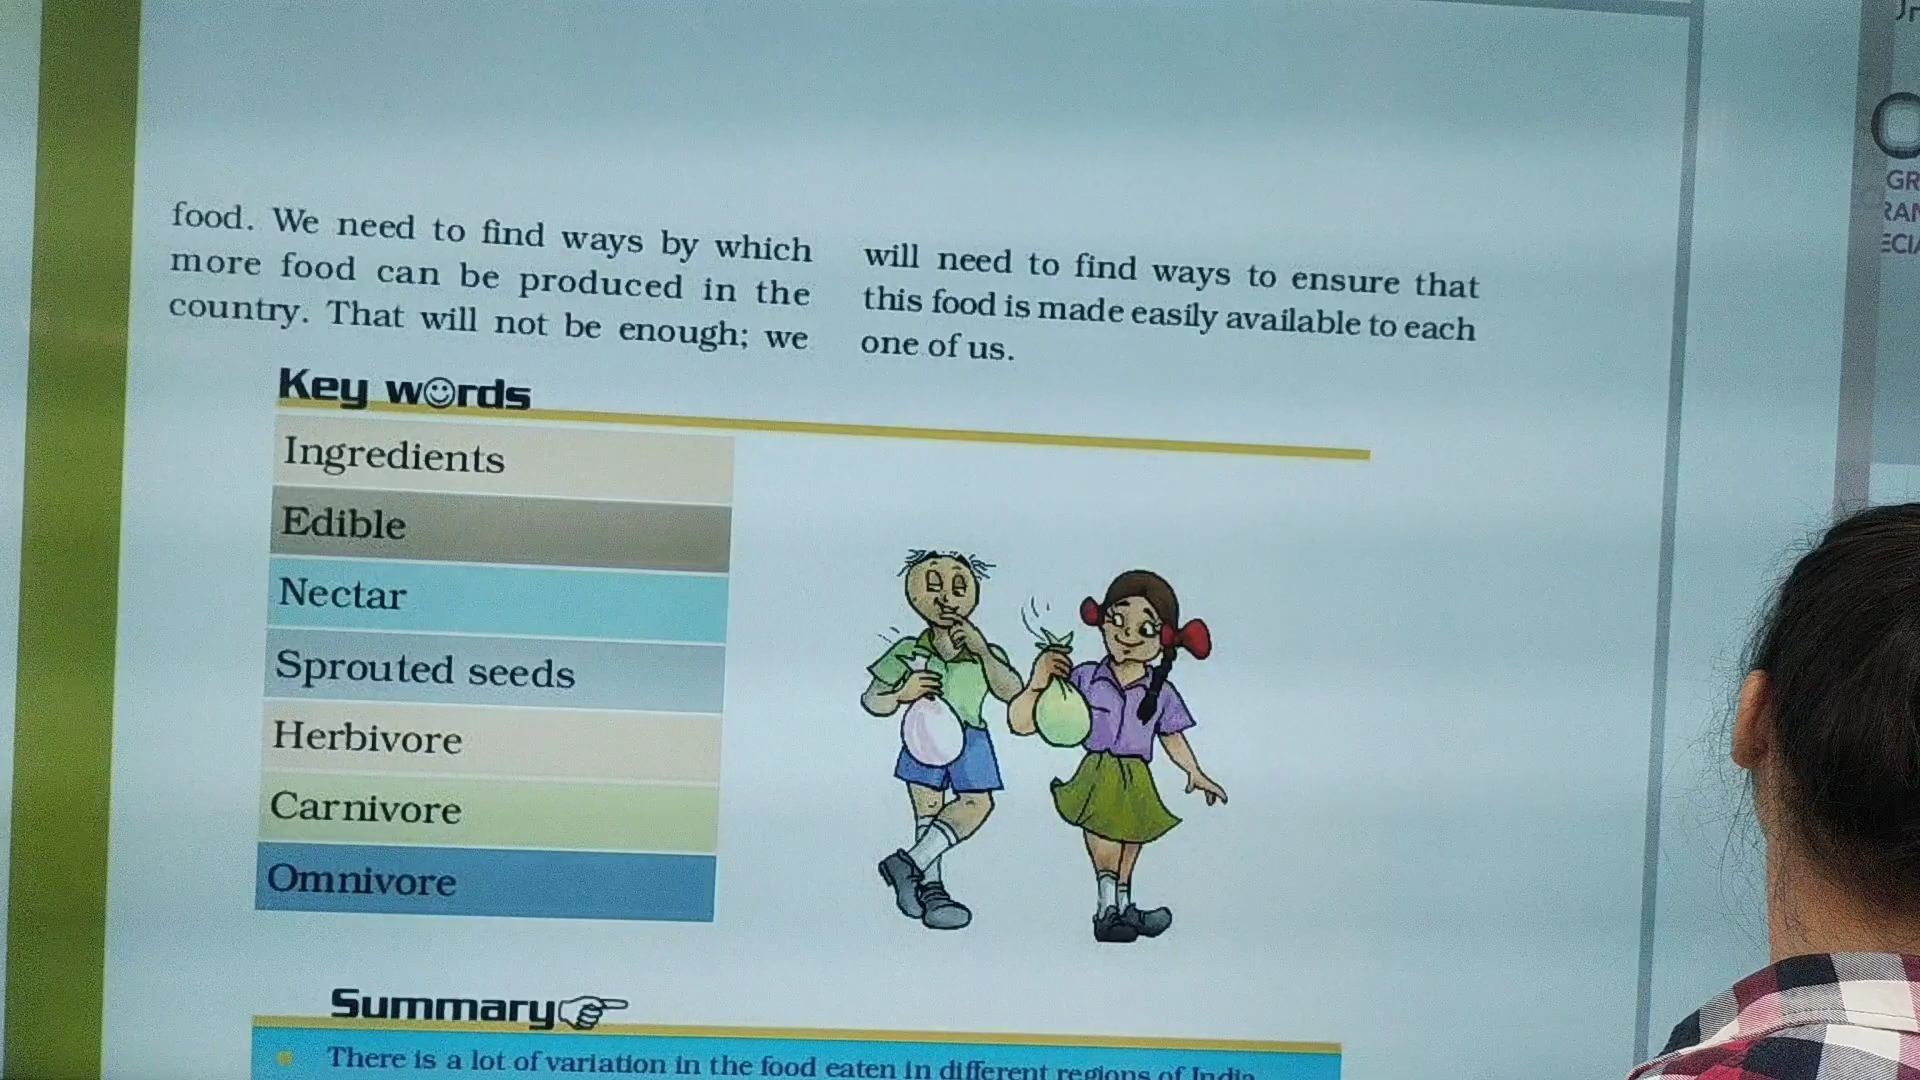 food. We need to find ways by which
more food can be produced in the
country. That will not be enough; we
will need to find ways to ensure that
this food is made easily available to each
one of us.
Key words
Ingredients
Edible
Nectar
Sprouted seeds
Herbivore
Carnivore
Omnivore
Summary
There is a lot of variation in the food eaten in different regions of India
GR